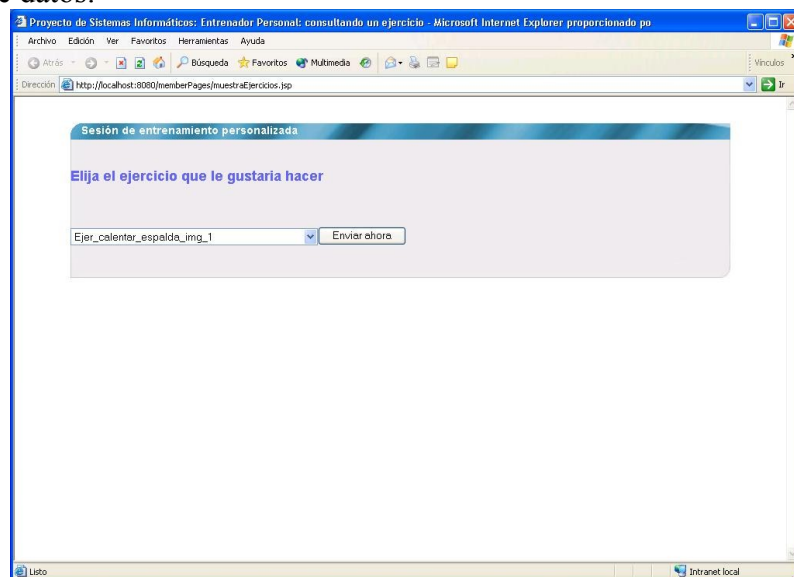 e datos.
Proyecto de Sistemas Informáticos: Entrenador Personal: consultando un ejercicio - Microsoft Internet Explorer proporcionado po
Archivo Edición Ver Favoritos Herramientas Ayuda
Atrás Búsqueda Favoritos Multimedia Vínculos
Dirección http://localhost:8080/memberPages/muestraEjercicios.jsp Ir
Sesión de entrenamiento personalizada
Elija el ejercicio que le gustaria hacer
Ejer_calentar_espalda_img_1 Enviar ahora
Listo Intranet local